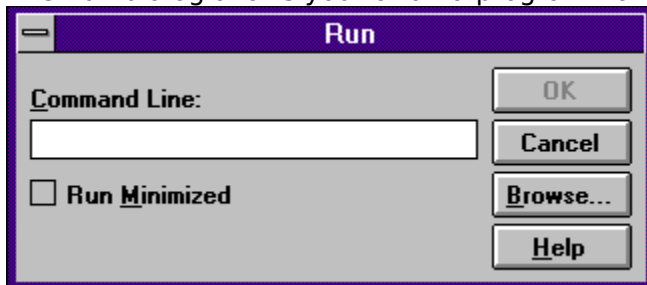 Run
Command Line:
OK
Cancel
Run Minimized
Browse...
Help